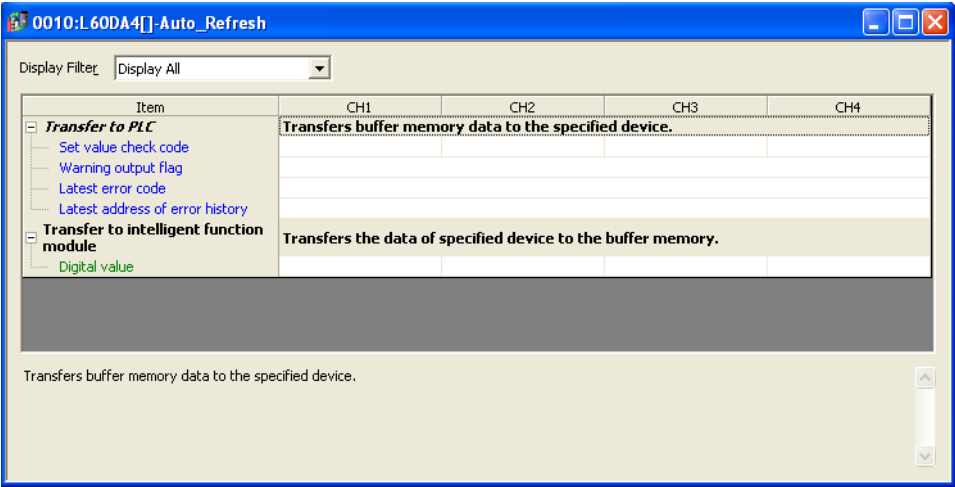 0010:L60DA4[]-Auto_Refresh
Display Filter Display All
Item CH1 CH2 CH3 CH4
Transfer to PLC Transfers buffer memory data to the specified device.
Set value check code
Warning output flag
Latest error code
Latest address of error history
Transfer to intelligent function
module
Transfers the data of specified device to the buffer memory.
Digital value
Transfers buffer memory data to the specified device.